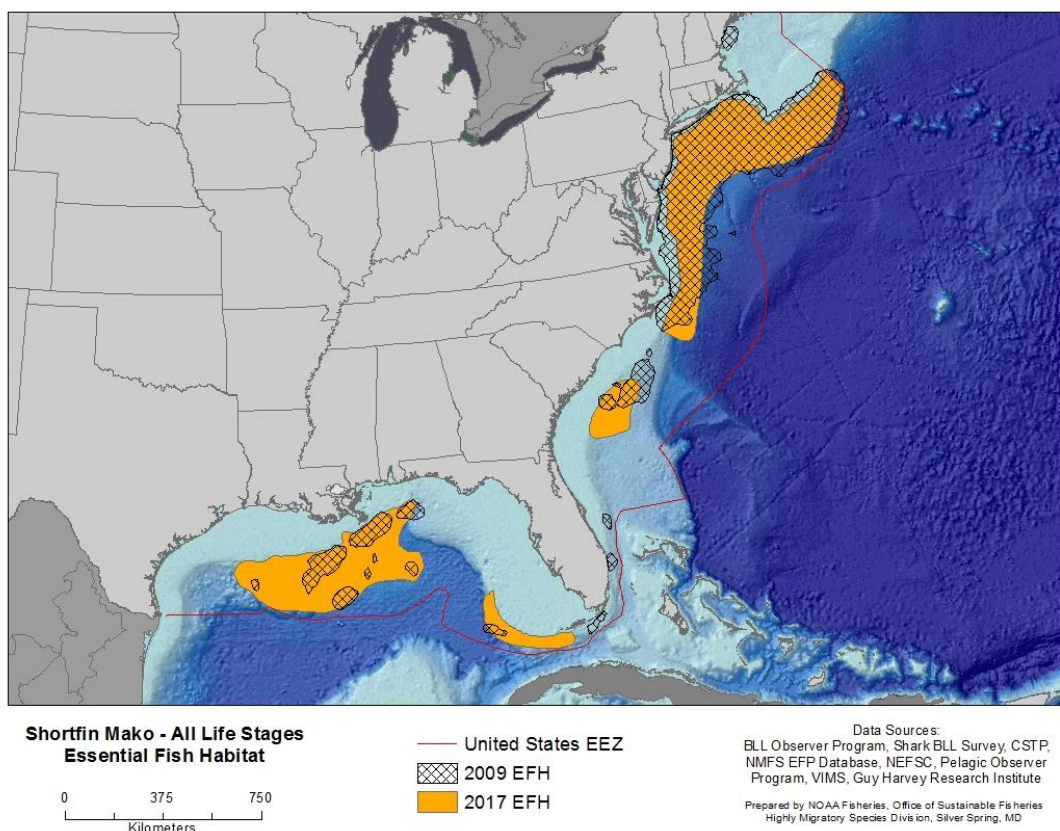 Shortfin Mako - All Life Stages
Essential Fish Habitat
0 375 750
Kilometers
United States EEZ
2009 EFH
2017 EFH
Data Sources:
BLL Observer Program, Shark BLL Survey, CSTP,
NMFS EFP Database, NEFSC, Pelagic Observer
Program, VIMS, Guy Harvey Research Institute
Prepared by NOAA Fisheries, Office of Sustainable Fisheries
Highly Migratory Species Division, Silver Spring, MD